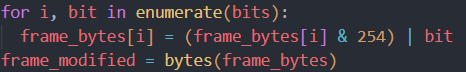 for i, bit in enumerate(bits):
  frame_bytes[i] = (frame_bytes[i] & 254) | bit
frame_modified = bytes(frame_bytes)